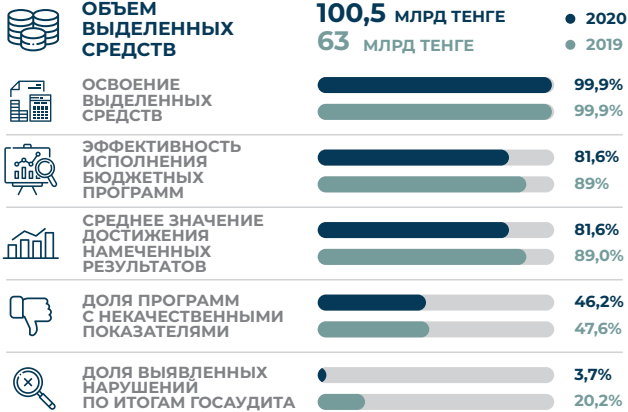 ОБЪЕМ
ВЫДЕЛЕННЫХ
СРЕДСТВ
100,5 МЛРД ТЕНГЕ
63 МЛРД ТЕНГЕ
2020
2019
ОСВОЕНИЕ
ВЫДЕЛЕННЫХ
СРЕДСТВ
99,9%
99,9%
ЭФФЕКТИВНОСТЬ
ИСПОЛНЕНИЯ
БЮДЖЕТНЫХ
ПРОГРАММ
81,6%
89%
СРЕДНЕЕ ЗНАЧЕНИЕ
ДОСТИЖЕНИЯ
НАМЕЧЕННЫХ
РЕЗУЛЬТАТОВ
81,6%
89,0%
ДОЛЯ ПРОГРАММ
С НЕКАЧЕСТВЕННЫМИ
ПОКАЗАТЕЛЯМИ
46,2%
47,6%
ДОЛЯ ВЫЯВЛЕННЫХ
НАРУШЕНИЙ
ПО ИТОГАМ ГОСАУДИТА
3,7%
20,2%